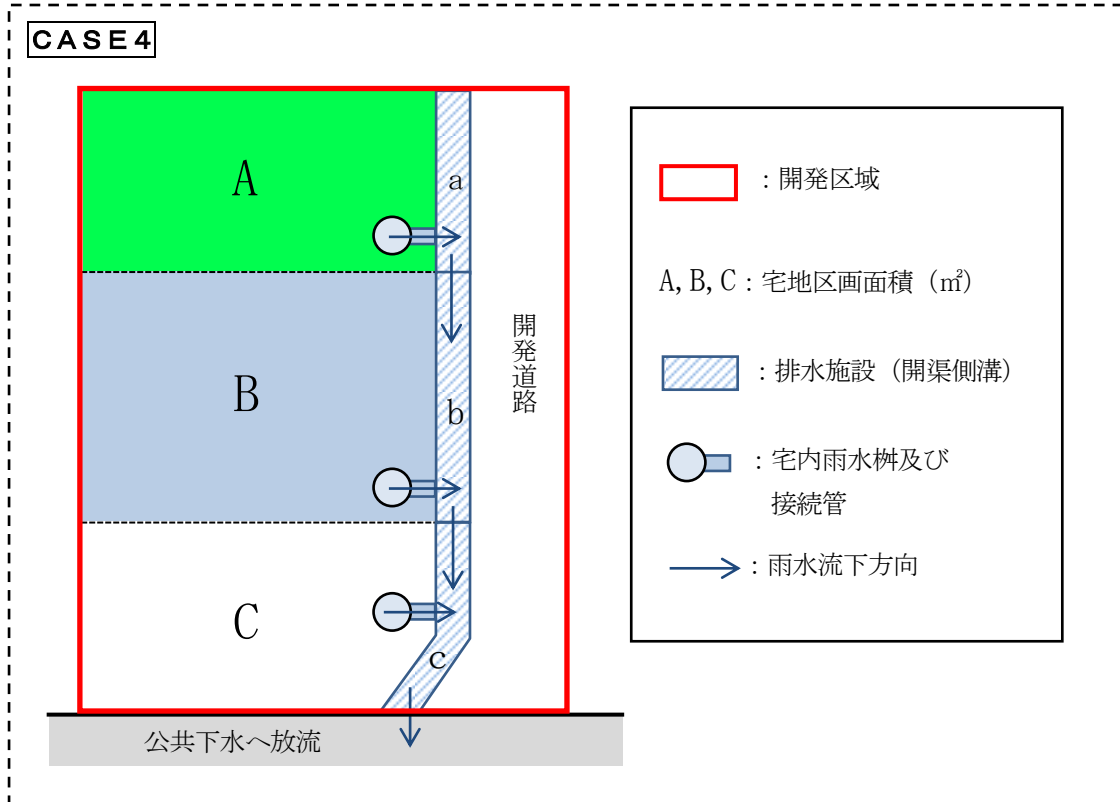 CASE4
A
a
B
b
C
c
開発道路
公共下水へ放流
：開発区域
A, B, C：宅地区画面積（㎡）
：排水施設（開渠側溝）
：宅内雨水桝及び
接続管
：雨水流下方向